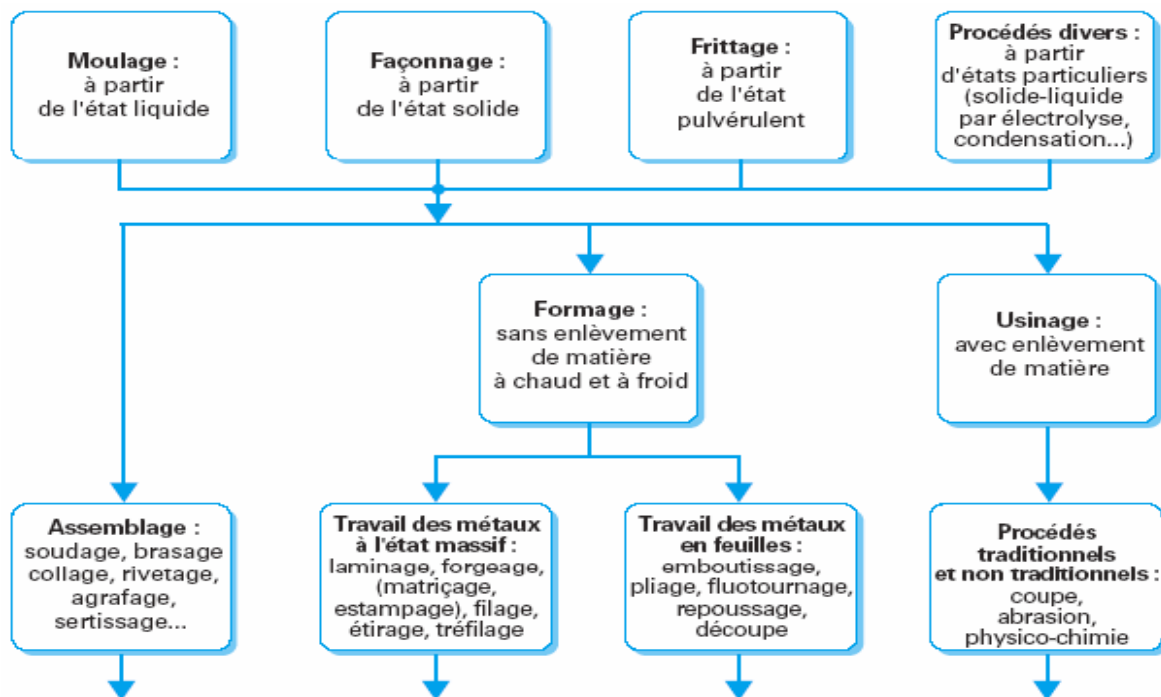 Moulage :
à partir
de l'état liquide
Façonnage :
à partir
de l'état solide
Frittage :
à partir
de l'état
pulvérulent
Procédés divers :
à partir
d'états particuliers
(solide-liquide
par électrolyse,
condensation...)
Formage :
sans enlèvement
de matière
à chaud et à froid
Usinage :
avec enlèvement
de matière
Assemblage :
soudage, brasage
collage, rivetage,
agrafage,
sertissage...
Travail des métaux
à l'état massif :
laminage, forgeage,
(matriçage,
estampage), filage,
étirage, tréfilage
Travail des métaux
en feuilles :
emboutissage,
pliage, fluotournage,
repoussage,
découpe
Procédés
traditionnels
et non traditionnels :
coupe,
abrasion,
physico-chimie